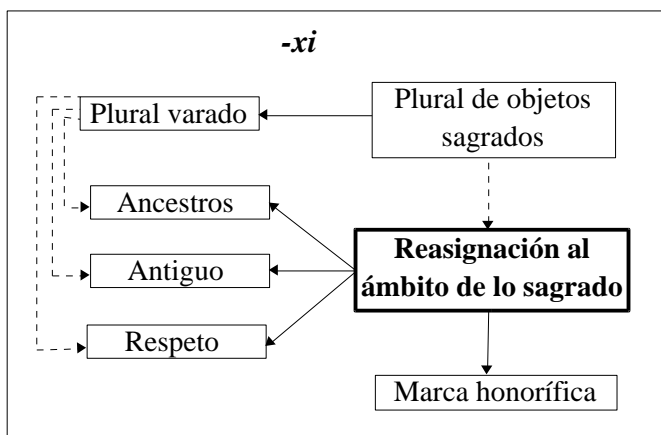 -xi
Plural varado
Plural de objetos
sagrados
Ancestros
Reasignación al
ámbito de lo sagrado
Antiguo
Respeto
Marca honorífica